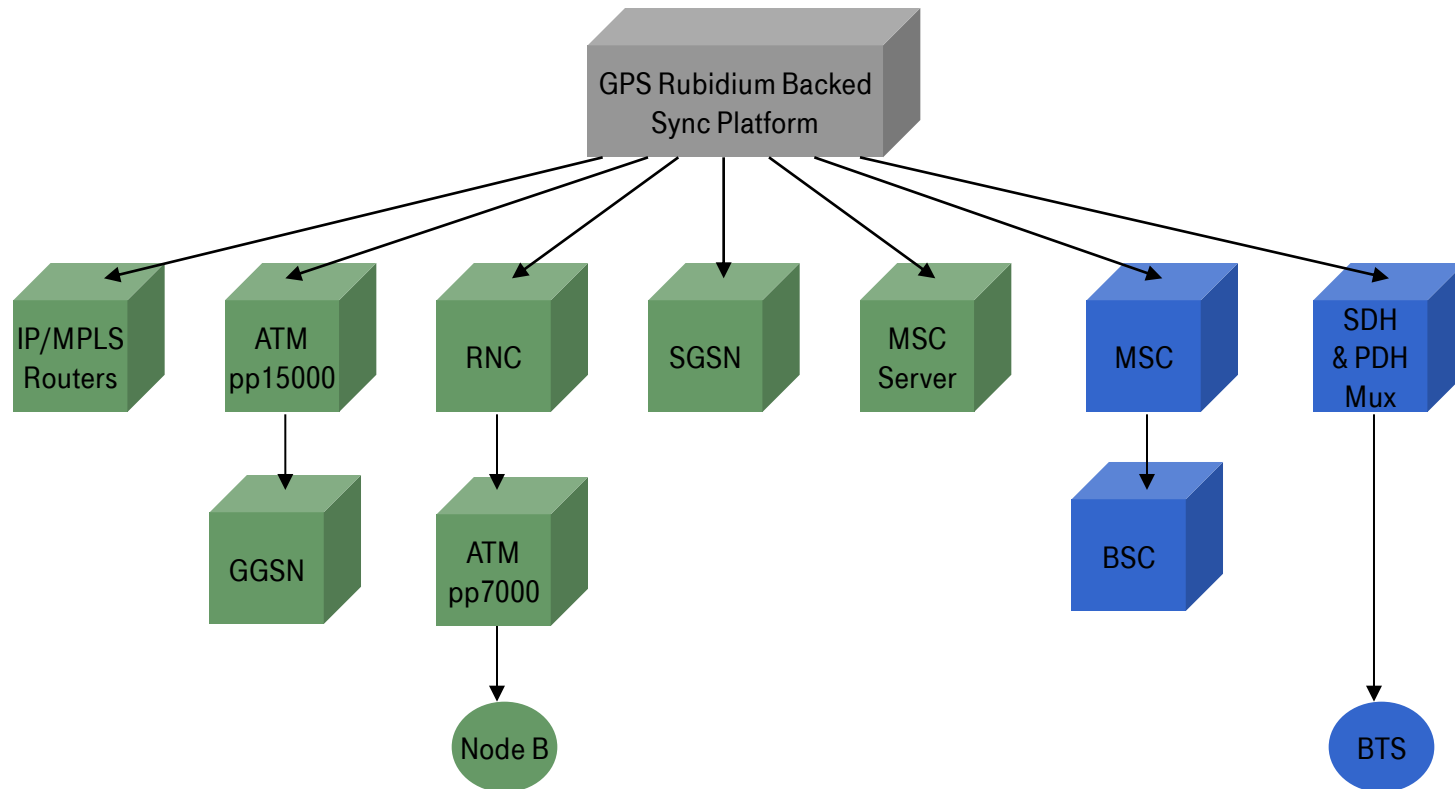 GPS Rubidium Backed
Sync Platform
IP/MPLS
Routers
ATM
pp15000
RNC
SGSN
MSC
Server
MSC
SDH
& PDH
Mux
GGSN
ATM
pp7000
BSC
Node B
BTS